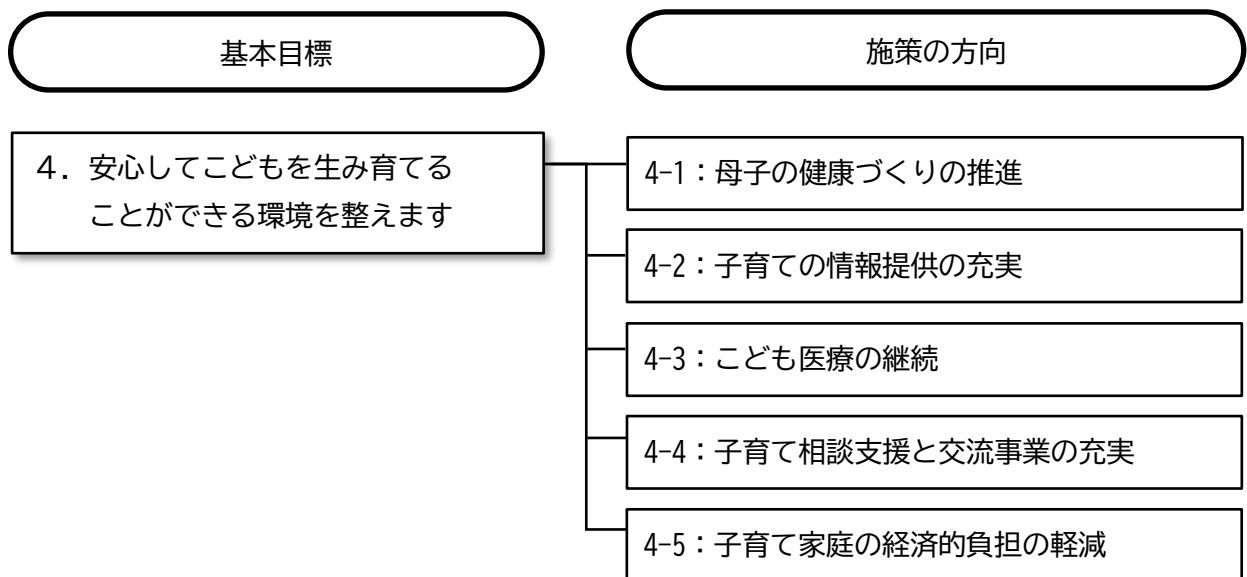 基本目標
施策の方向
４．安心してこどもを生み育てる
ことができる環境を整えます
4-1：母子の健康づくりの推進
4-2：子育ての情報提供の充実
4-3：こども医療の継続
4-4：子育て相談支援と交流事業の充実
4-5：子育て家庭の経済的負担の軽減